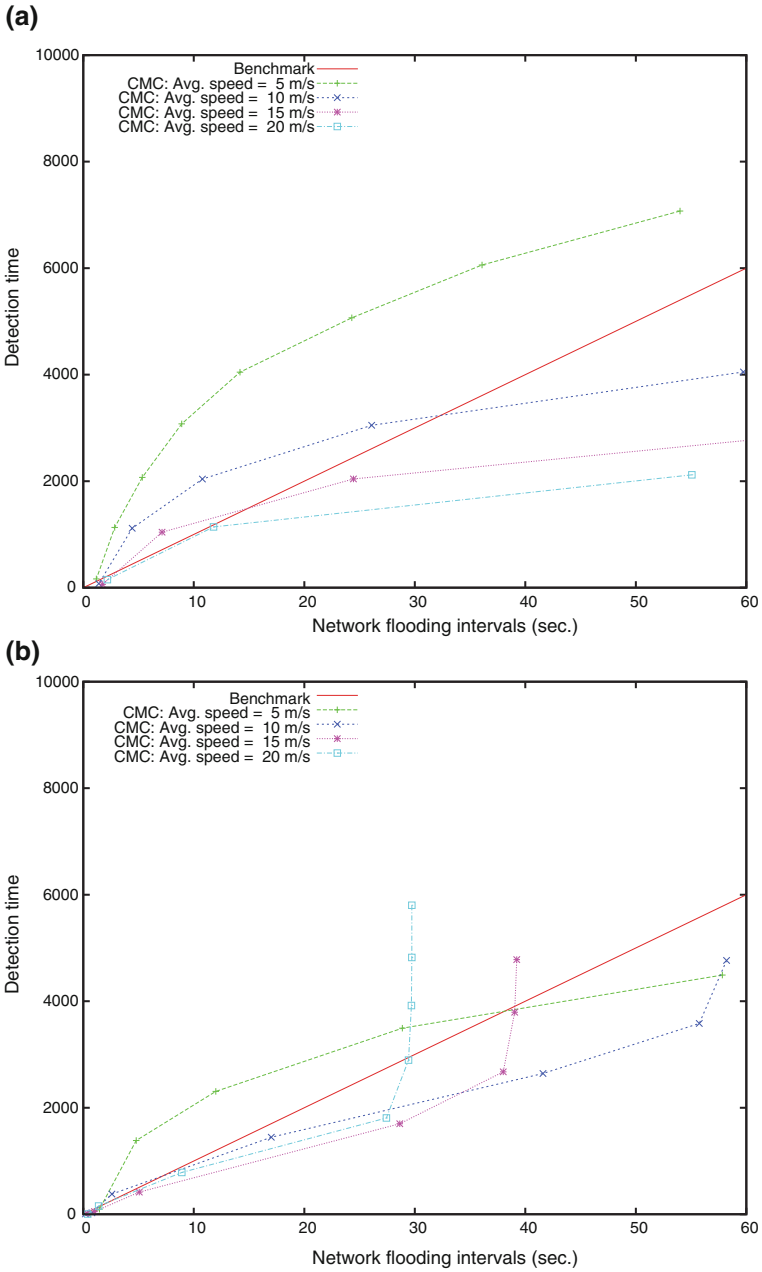 (a)
10000
8000
6000
4000
2000
0
Detection time
Benchmark
CMC: Avg. speed = 5 m/s
CMC: Avg. speed = 10 m/s
CMC: Avg. speed = 15 m/s
CMC: Avg. speed = 20 m/s
0 10 20 30 40 50 60
Network flooding intervals (sec.)
(b)
10000
8000
6000
4000
2000
0
Detection time
Benchmark
CMC: Avg. speed = 5 m/s
CMC: Avg. speed = 10 m/s
CMC: Avg. speed = 15 m/s
CMC: Avg. speed = 20 m/s
0 10 20 30 40 50 60
Network flooding intervals (sec.)